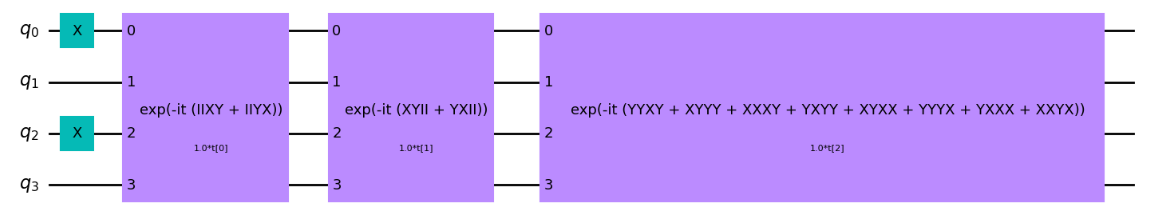 q0 X 0 0 0
q1 1 1 1
exp(-it (IIXY + IIYX)) exp(-it (XYII + YXII)) exp(-it (YYXY + XYYY + XXXY + YXYY + XYXX + YYYX + YXXX + XXYX))
q2 X 2 2 2
1.0*t[0] 1.0*t[1] 1.0*t[2]
q3 3 3 3